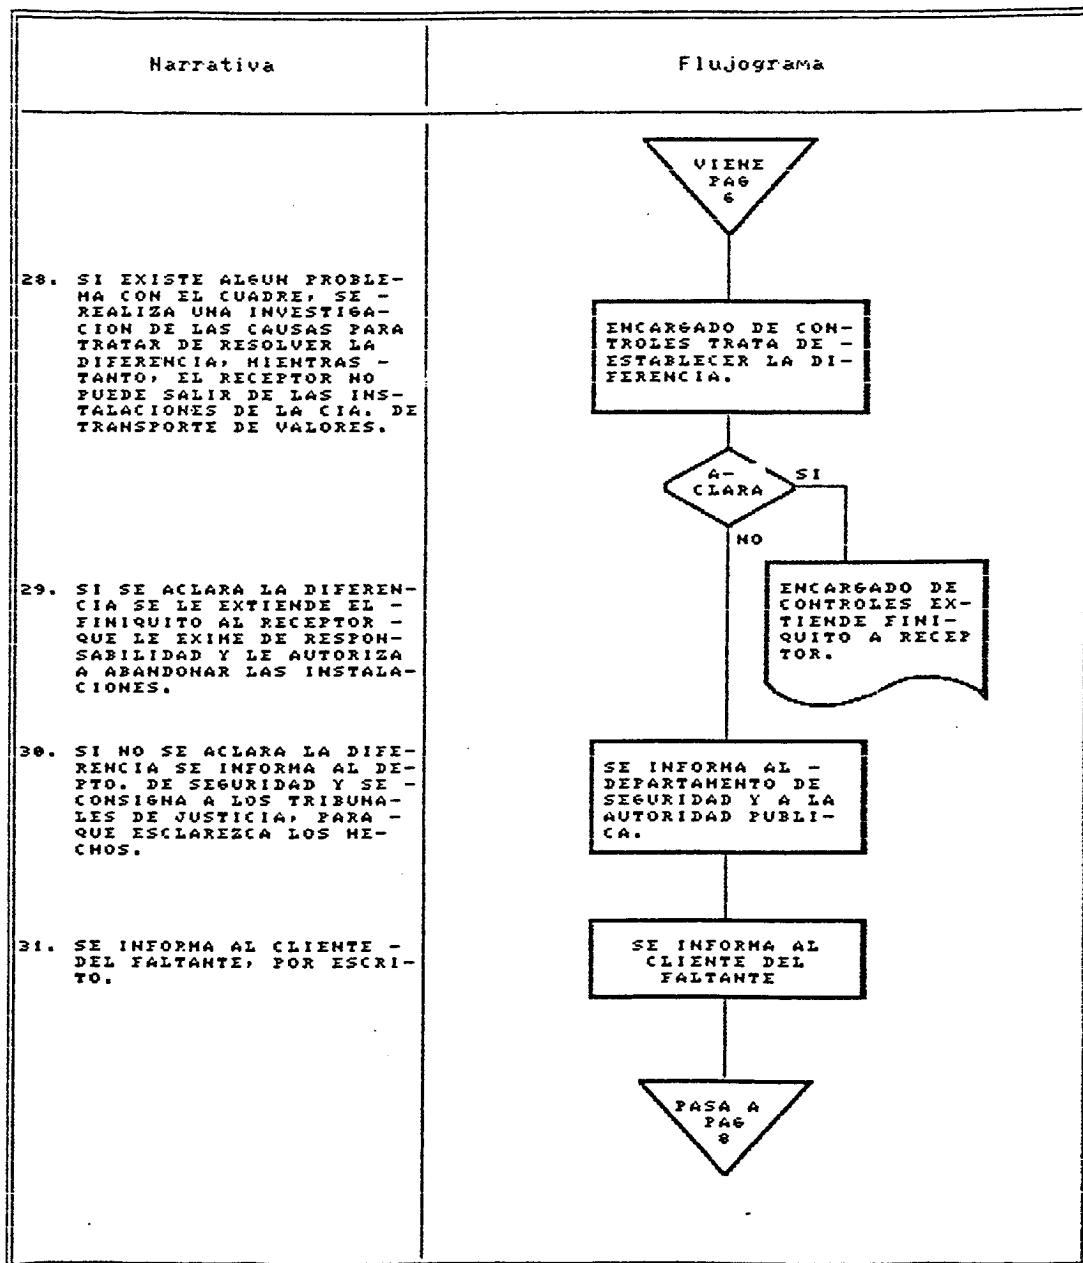 Narrativa
Flujograma
VIENE
PAG
6
28. SI EXISTE ALGUN PROBLE-
MA CON EL CUADRE, SE -
REALIZA UNA INVESTIGA-
CION DE LAS CAUSAS PARA
TRATAR DE RESOLVER LA
DIFERENCIA, MIENTRAS -
TANTO, EL RECEPTOR NO
PUEDE SALIR DE LAS INS-
TALACIONES DE LA CIA. DE
TRANSPORTE DE VALORES.
ENCARGADO DE CON-
TROLES TRATA DE -
ESTABLECER LA DI-
FERENCIA.
A-
CLARA
SI
NO
29. SI SE ACLARA LA DIFEREN-
CIA SE LE EXTIENDE EL -
FINIQUITO AL RECEPTOR -
QUE LE EXIME DE RESPON-
SABILIDAD Y LE AUTORIZA
A ABANDONAR LAS INSTALA-
CIONES.
ENCARGADO DE
CONTROLES EX-
TIENDE FINI-
QUITO A RECEP
TOR.
30. SI NO SE ACLARA LA DIFE-
RENCIA SE INFORMA AL DE-
PTO. DE SEGURIDAD Y SE -
CONSIGNA A LOS TRIBUNA-
LES DE JUSTICIA, PARA -
QUE ESCLAREZCA LOS HE-
CHOS.
SE INFORMA AL -
DEPARTAMENTO DE
SEGURIDAD Y A LA
AUTORIDAD PUBLI-
CA.
31. SE INFORMA AL CLIENTE -
DEL FALTANTE, POR ESCRI-
TO.
SE INFORMA AL
CLIENTE DEL
FALTANTE
PASA A
PAG
8